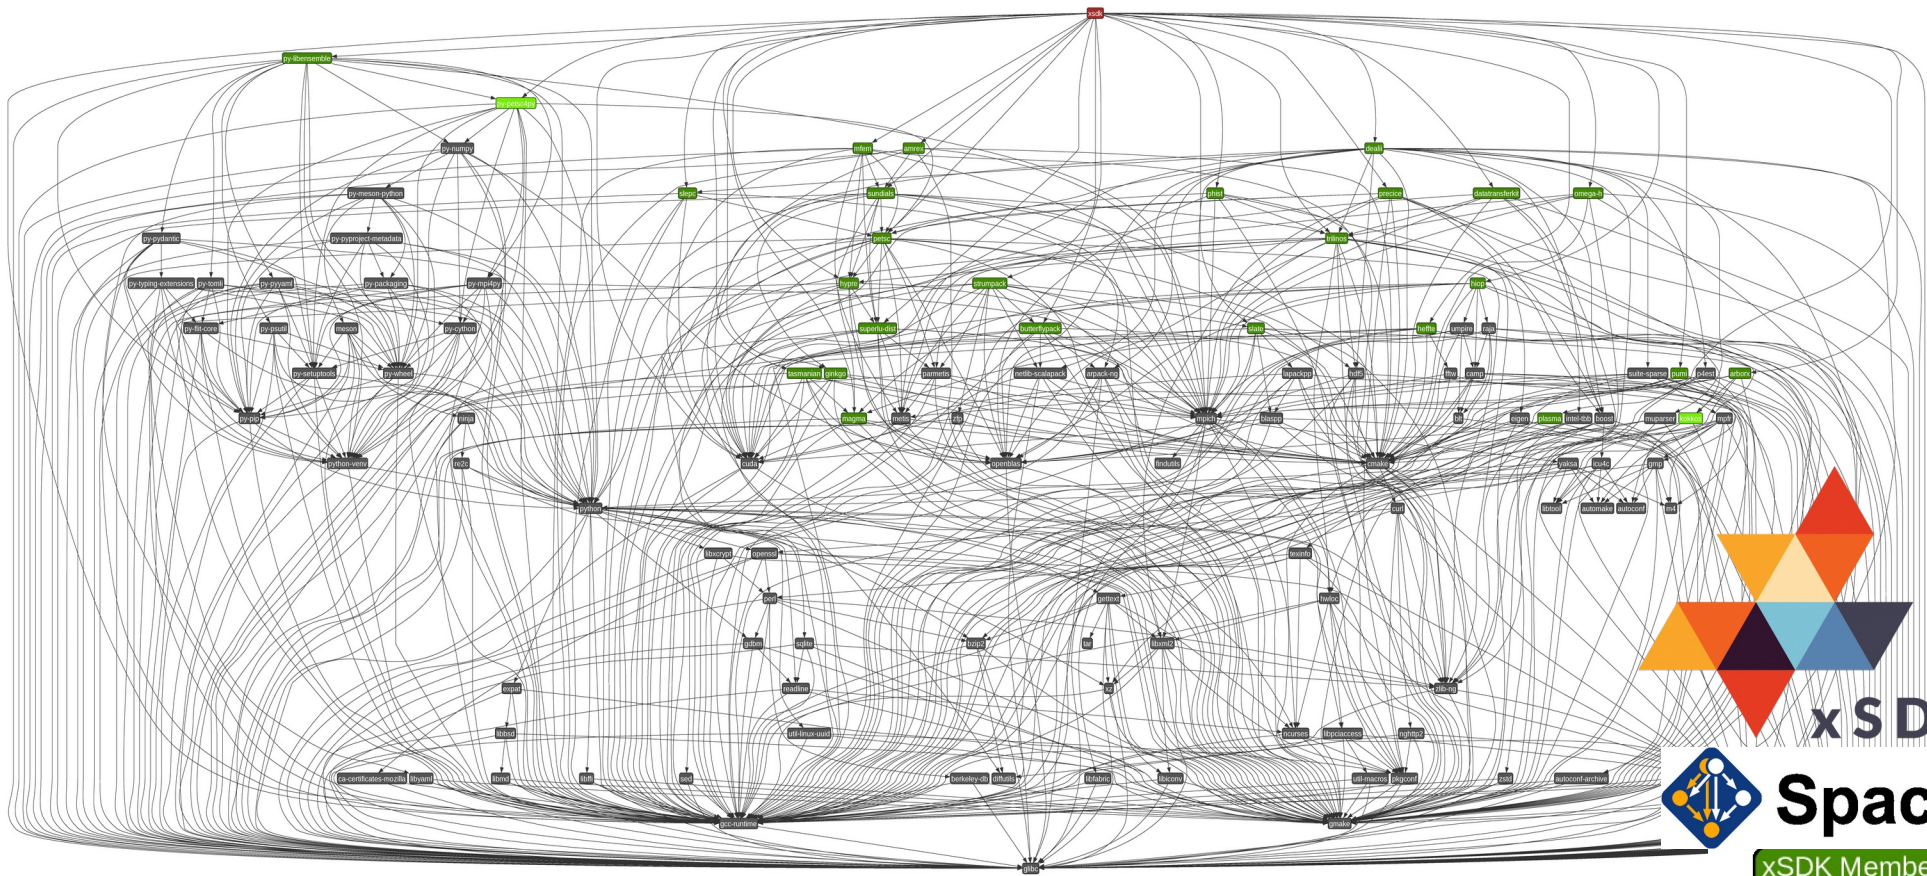 xsdk
py-libensemble
py-petsc4py
py-numpy
mfem
amrex
dealii
py-meson-python
slepc
sundials
phist
precice
datatransferkit
omega-h
py-pydantic
py-pyproject-metadata
petsc
trilinos
py-typing-extensions
py-tomli
py-pyyaml
py-packaging
py-mpi4py
hypre
strumpack
hiop
py-flit-core
py-psutil
meson
py-cython
superlu-dist
butterflypack
slate
heffte
umpire
raja
py-setuptools
py-wheel
tasmanian
ginkgo
parmetis
netlib-scalapack
arpack-ng
lapackpp
hdf5
fftw
camp
suite-sparse
pumi
p4est
arborx
py-pip
ninja
magma
metis
zfp
mpich
blaspp
blt
eigen
plasma
intel-tbb
boost
muparser
kokkos
mpfr
python-venv
re2c
cuda
openblas
findutils
cmake
yaksa
icu4c
gmp
python
curl
libtool
automake
autoconf
m4
libxcrypt
openssl
texinfo
perl
gettext
hwloc
gdbm
sqlite
bzip2
tar
libxml2
expat
readline
xz
zlib-ng
libbsd
util-linux-uuid
ncurses
libpciaccess
nghttp2
ca-certificates-mozilla
libyaml
libmd
libffi
sed
berkeley-db
diffutils
libfabric
libiconv
util-macros
pkgconf
zstd
autoconf-archive
gcc-runtime
gmake
glibc
xSD
Spac
xSDK Membe